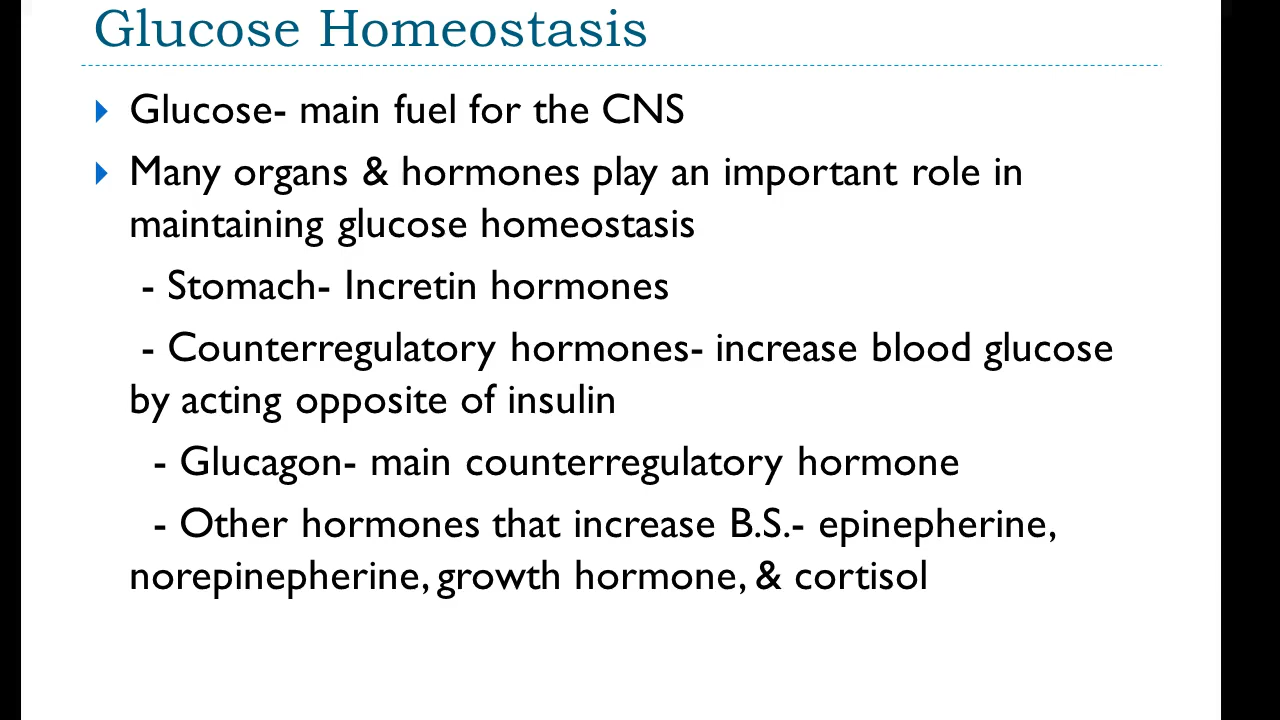 Glucose Homeostasis
Glucose- main fuel for the CNS
Many organs & hormones play an important role in
maintaining glucose homeostasis
- Stomach- Incretin hormones
- Counterregulatory hormones- increase blood glucose
by acting opposite of insulin
- Glucagon- main counterregulatory hormone
- Other hormones that increase B.S.- epinepherine,
norepinepherine, growth hormone, & cortisol